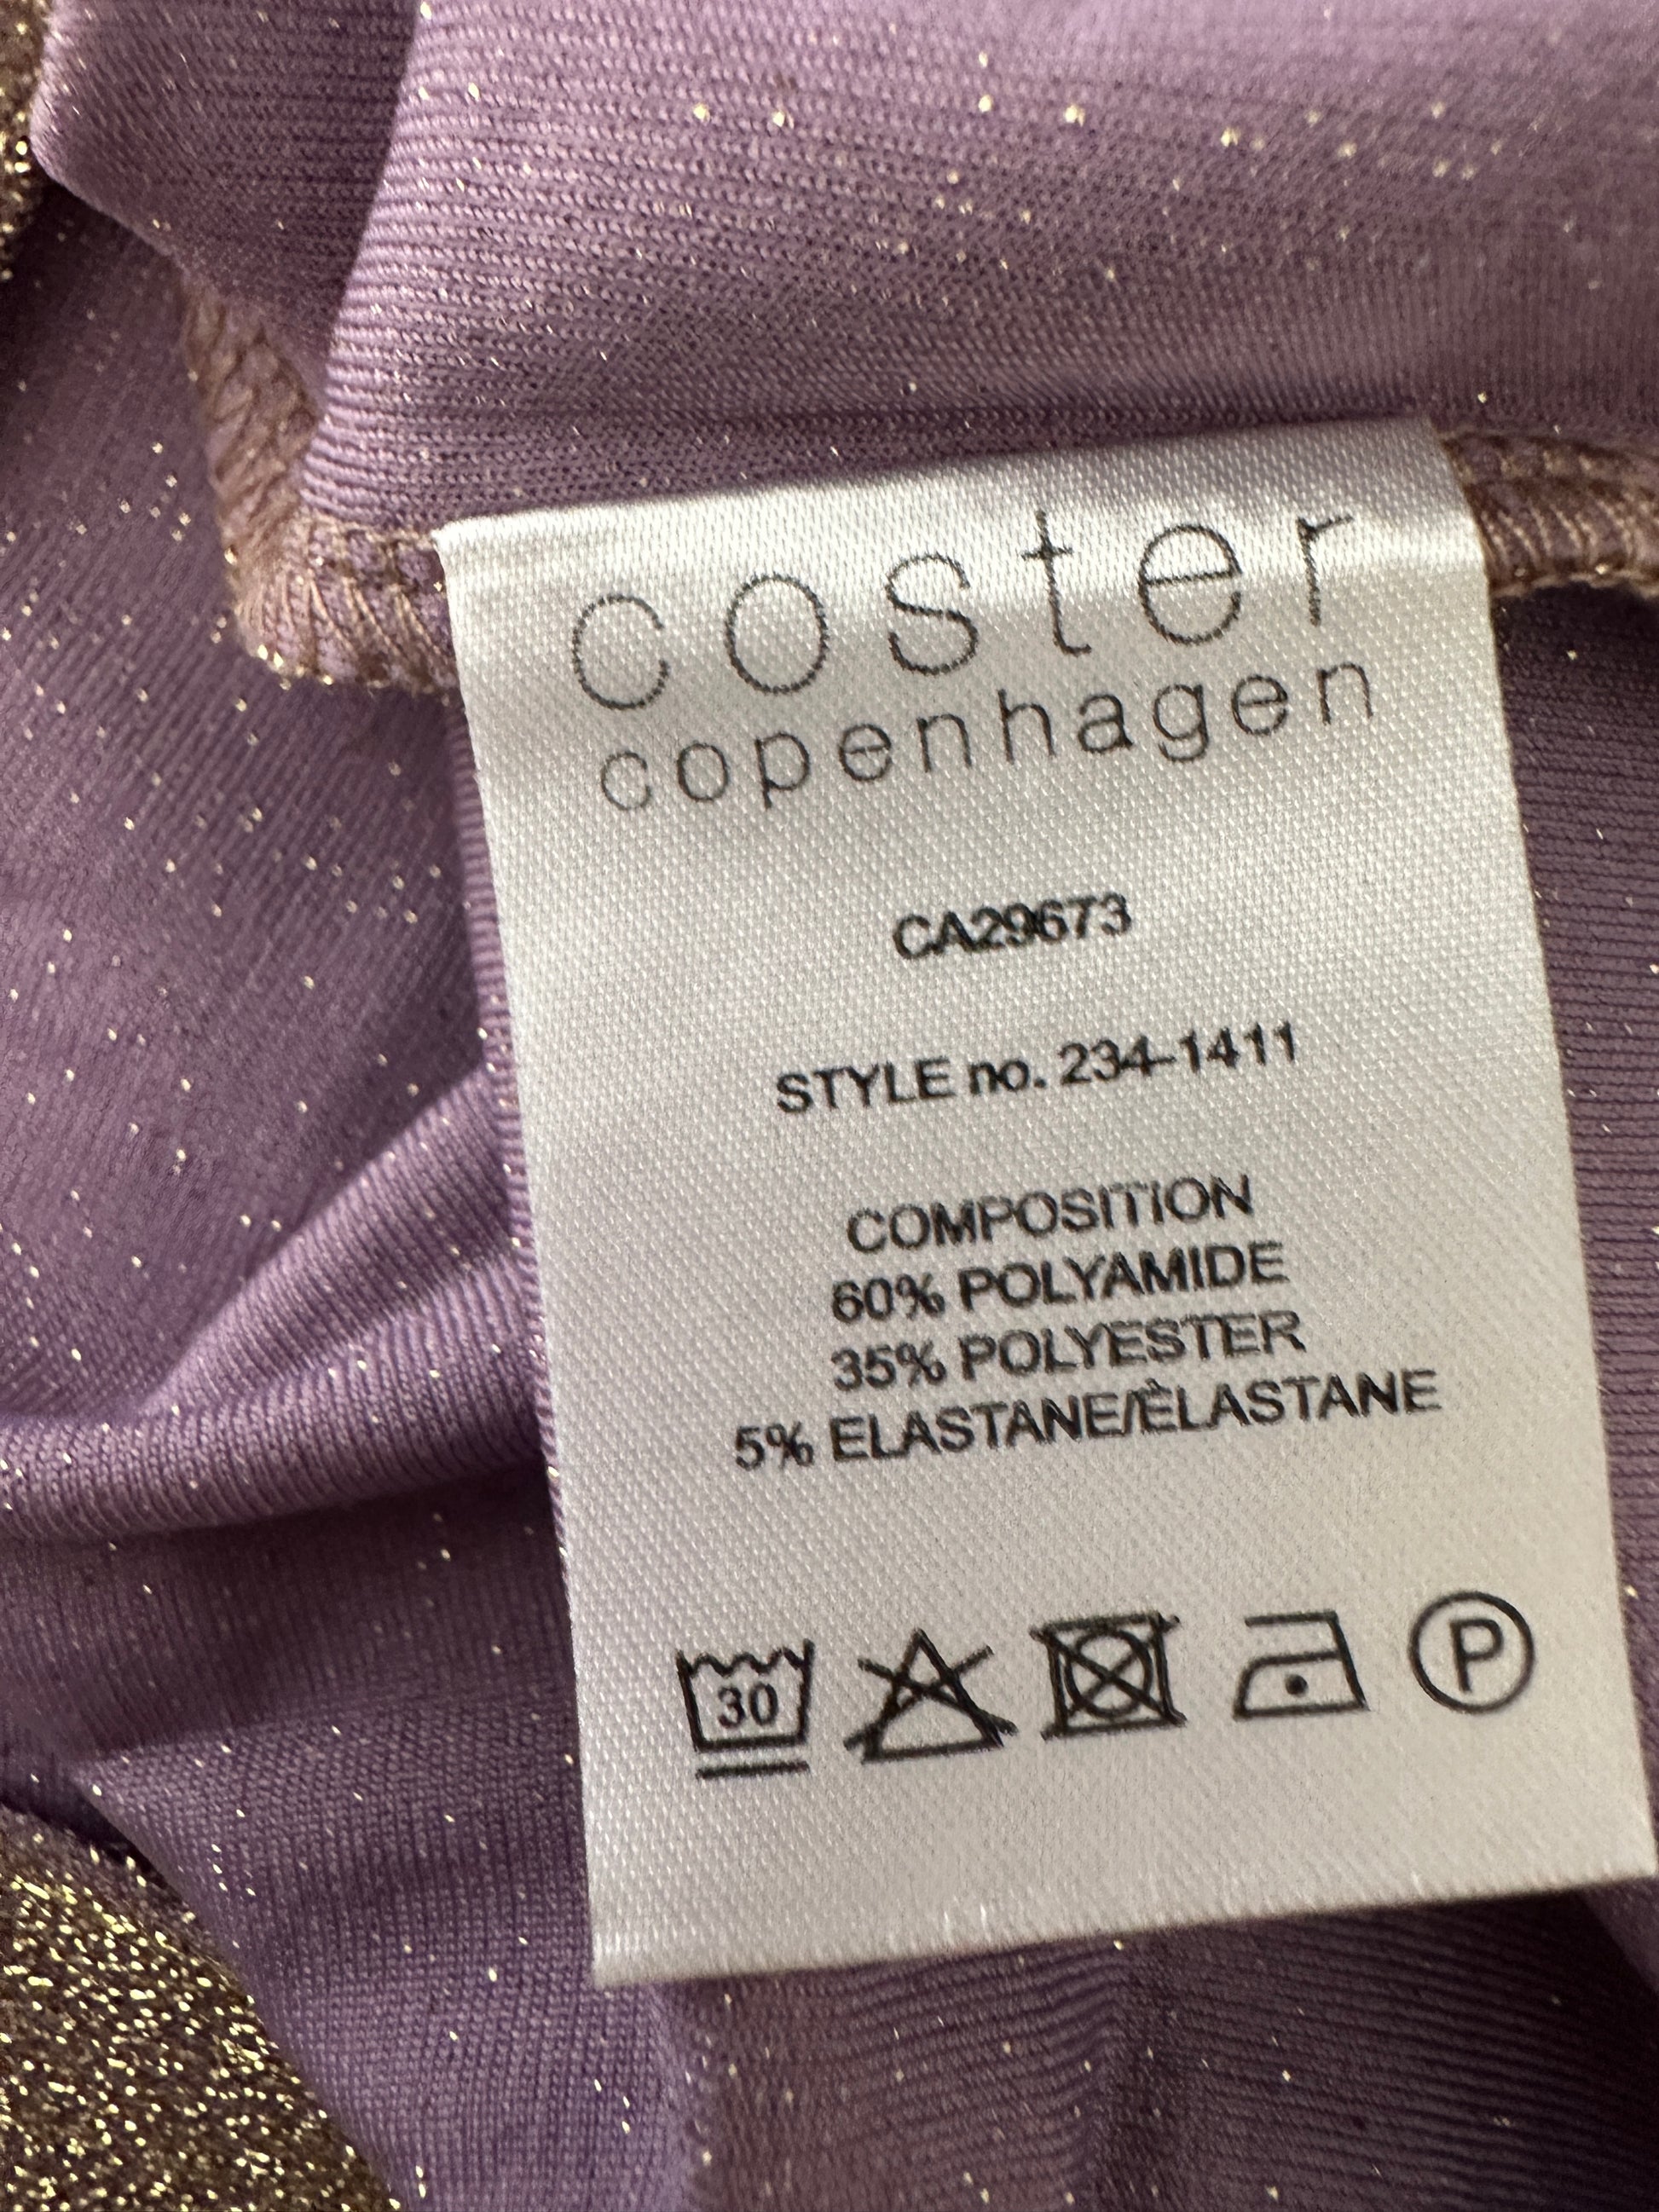 coster
copenhagen
CA29673
STYLE no. 234-1411
COMPOSITION
60% POLYAMIDE
35% POLYESTER
5% ELASTANE/ÈLASTANE
30
P